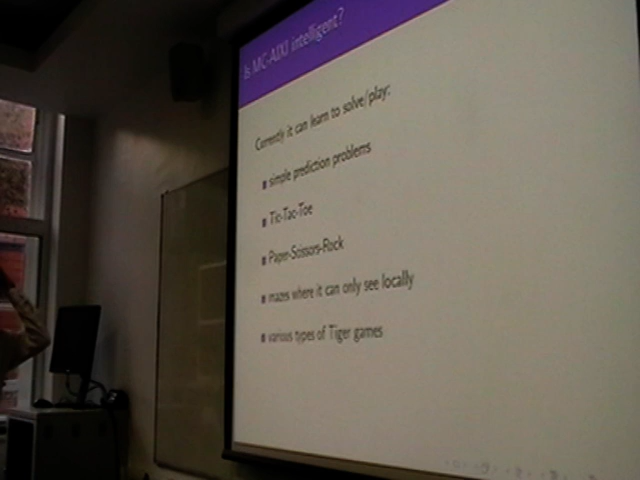 Is MC-AIXI intelligent?
Currently it can learn to solve/play:
simple prediction problems
Tic-Tac-Toe
Paper-Scissors-Rock
mazes where it can only see locally
various types of Tiger games